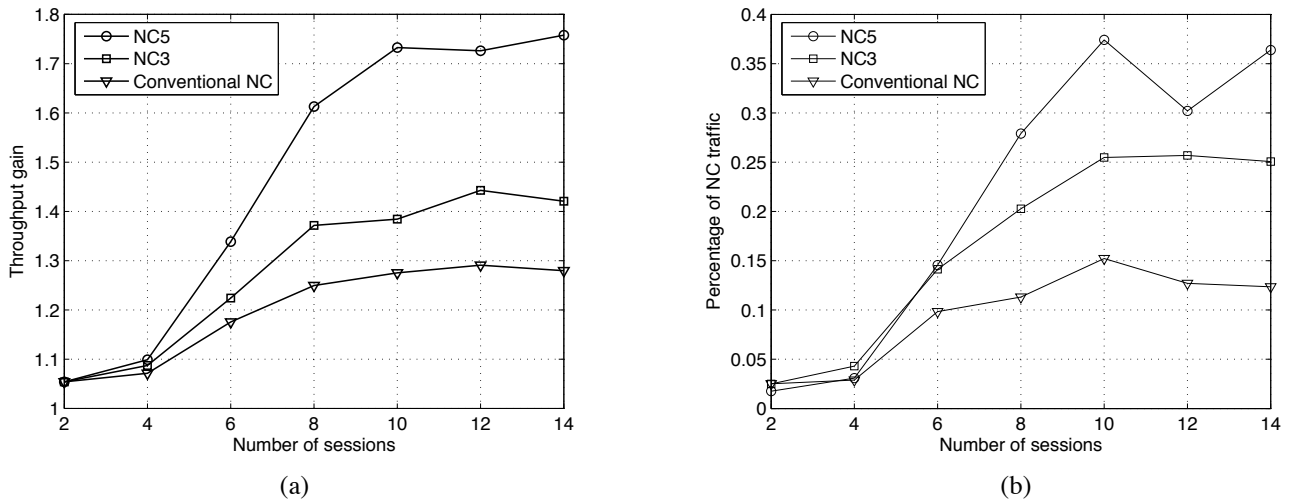 1.8
1.7
1.6
1.5
1.4
1.3
1.2
1.1
1
Throughput gain
NC5
NC3
Conventional NC
2 4 6 8 10 12 14
Number of sessions
(a)
0.4
0.35
0.3
0.25
0.2
0.15
0.1
0.05
0
Percentage of NC traffic
NC5
NC3
Conventional NC
2 4 6 8 10 12 14
Number of sessions
(b)